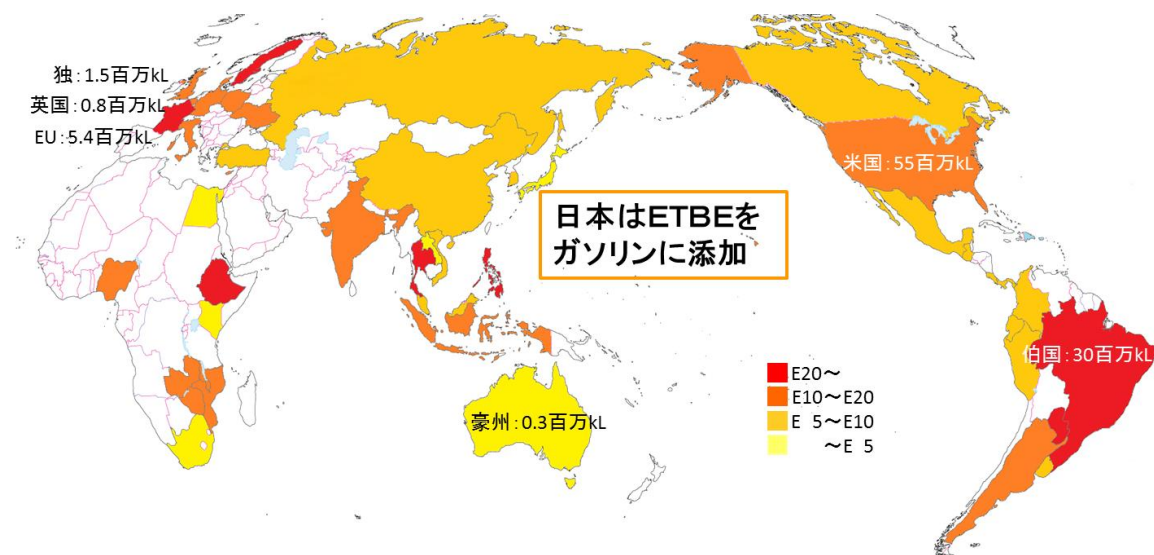 独：1.5百万kL
英国：0.8百万kL
EU：5.4百万kL
米国：55百万kL
日本はETBEを
ガソリンに添加
伯国：30百万kL
E20～
E10～E20
E 5～E10
～E 5
豪州：0.3百万kL